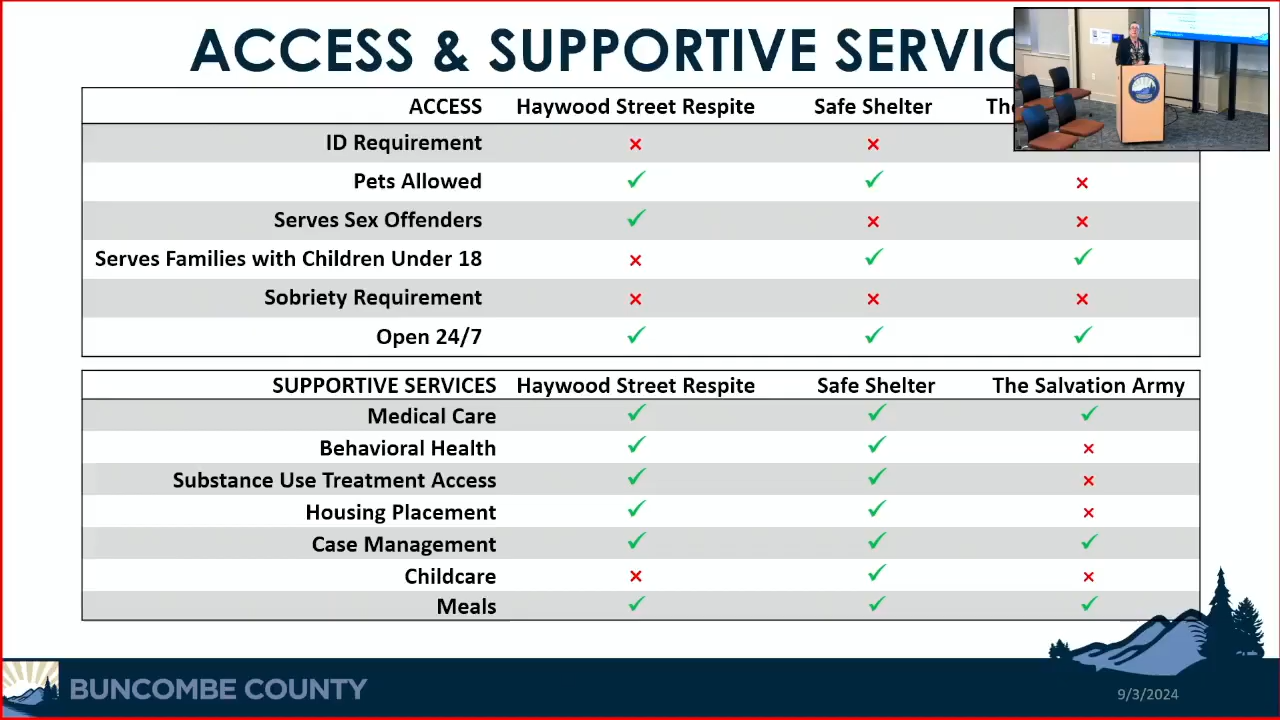 ACCESS & SUPPORTIVE SERVIC
ACCESS Haywood Street Respite Safe Shelter Th
ID Requirement × ×
Pets Allowed ✓ ✓ ×
Serves Sex Offenders ✓ × ×
Serves Families with Children Under 18 × ✓ ✓
Sobriety Requirement × × ×
Open 24/7 ✓ ✓ ✓
SUPPORTIVE SERVICES Haywood Street Respite Safe Shelter The Salvation Army
Medical Care ✓ ✓ ✓
Behavioral Health ✓ ✓ ×
Substance Use Treatment Access ✓ ✓ ×
Housing Placement ✓ ✓ ×
Case Management ✓ ✓ ✓
Childcare × ✓ ×
Meals ✓ ✓ ✓
BUNCOMBE COUNTY
9/3/2024